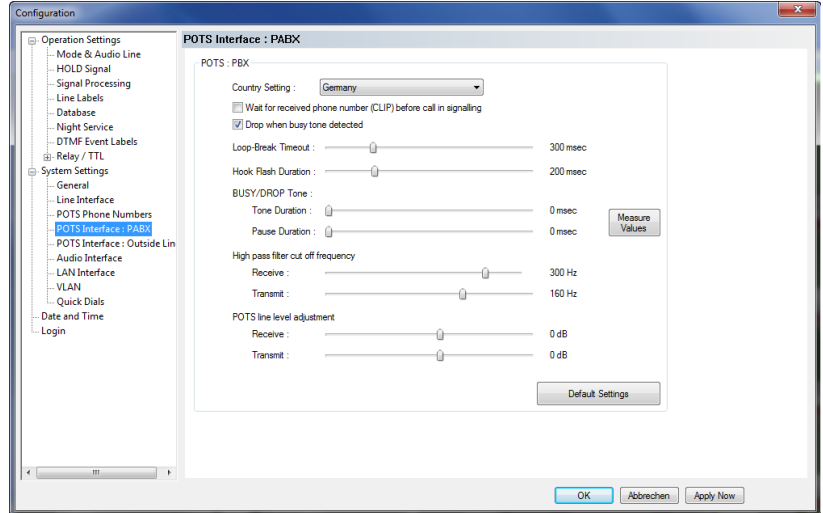 Configuration
Operation Settings
Mode & Audio Line
HOLD Signal
Signal Processing
Line Labels
Database
Night Service
DTMF Event Labels
Relay / TTL
System Settings
General
Line Interface
POTS Phone Numbers
POTS Interface : PABX
POTS Interface : Outside Lin
Audio Interface
LAN Interface
VLAN
Quick Dials
Date and Time
Login
POTS Interface : PABX
POTS : PBX
Country Setting : Germany
Wait for received phone number (CLIP) before call in signalling
Drop when busy tone detected
Loop-Break Timeout : 300 msec
Hook Flash Duration : 200 msec
BUSY/DROP Tone :
Tone Duration : 0 msec
Pause Duration : 0 msec
Measure
Values
High pass filter cut off frequency
Receive : 300 Hz
Transmit : 160 Hz
POTS line level adjustment
Receive : 0 dB
Transmit : 0 dB
Default Settings
OK Abbrechen Apply Now